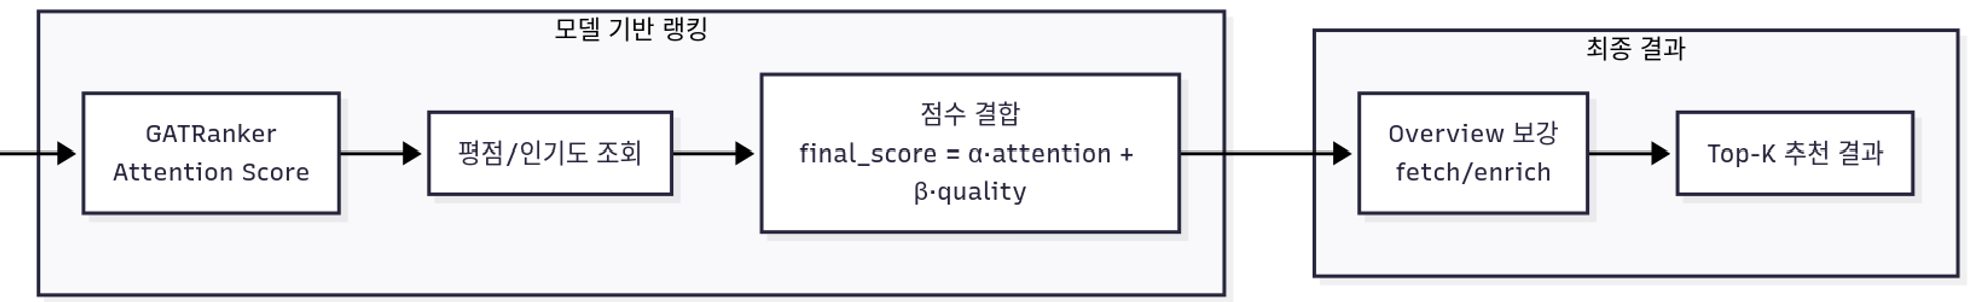 모델 기반 랭킹
GATRanker
Attention Score
평점/인기도 조회
점수 결합
final_score = α·attention +
β·quality
최종 결과
Overview 보강
fetch/enrich
Top-K 추천 결과